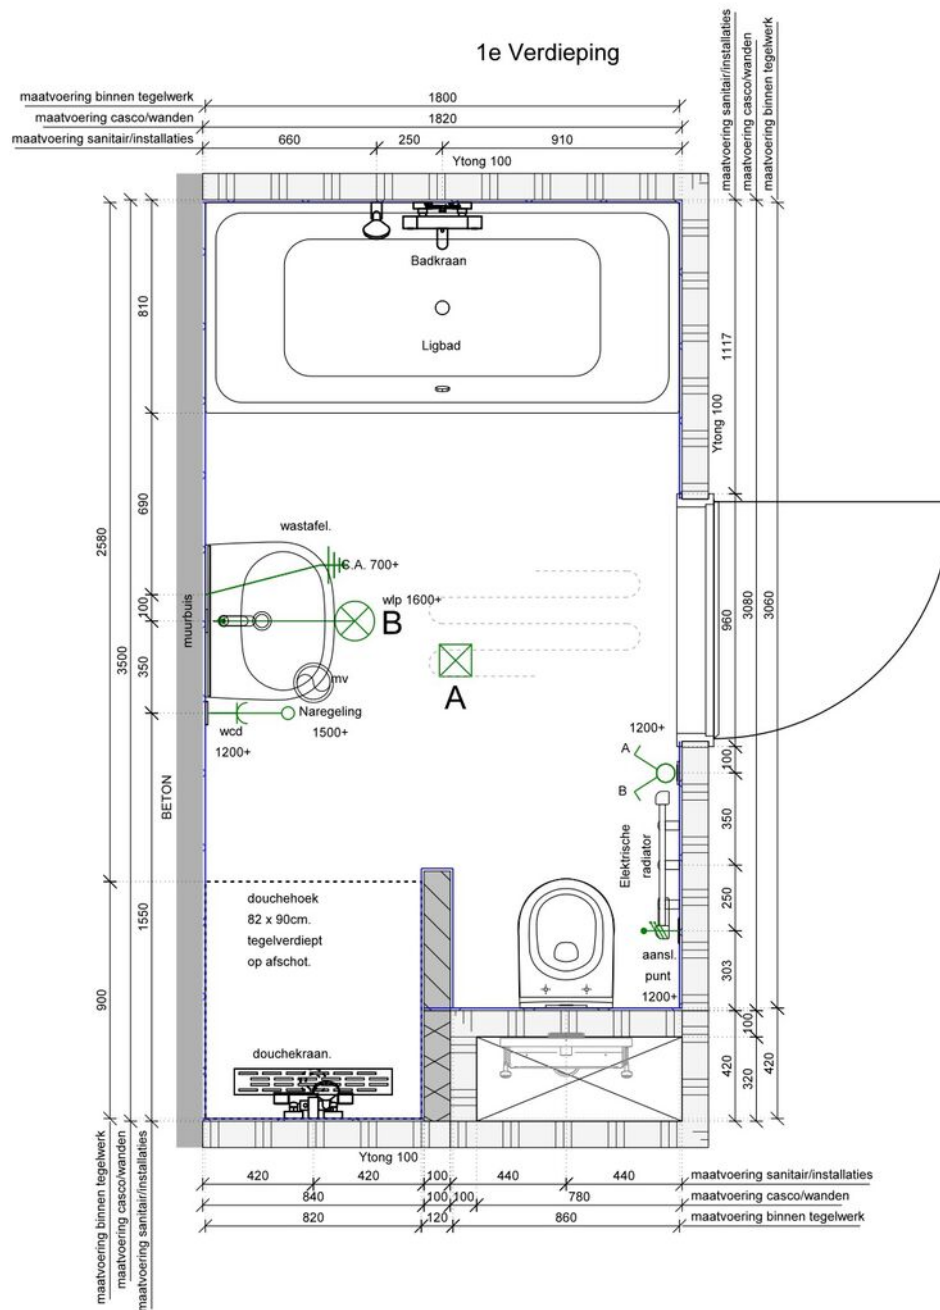 1e Verdieping
maatvoering binnen tegelwerk
1800
maatvoering casco/wanden
1820
maatvoering sanitair/installaties
660
250
910
Ytong 100
maatvoering sanitair/installaties
maatvoering casco/wanden
maatvoering binnen tegelwerk
Badkraan
Ligbad
810
690
100
350
1550
3500
2580
900
muurbuis
BETON
1117
Ytong 100
960
3080
3060
100
350
250
303
100
420
320
420
wastafel.
C.A. 700+
wlp 1600+
B
A
mv
Naregeling
1500+
wcd
1200+
1200+
A
B
Elektrische
radiator
aansl.
punt
1200+
douchehoek
82 x 90cm.
tegelverdiept
op afschot.
douchekraan.
Ytong 100
420
420
100
440
440
maatvoering sanitair/installaties
840
100
100
780
maatvoering casco/wanden
820
120
860
maatvoering binnen tegelwerk
maatvoering binnen tegelwerk
maatvoering casco/wanden
maatvoering sanitair/installaties